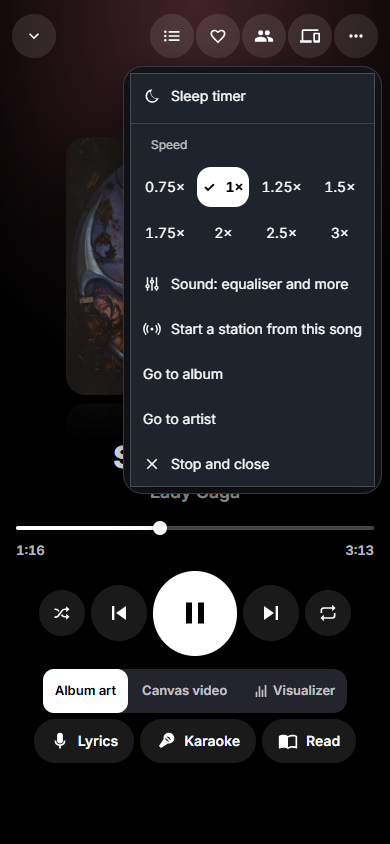 Sleep timer
Speed
0.75× 1× 1.25× 1.5×
1.75× 2× 2.5× 3×
Sound: equaliser and more
Start a station from this song
Go to album
Go to artist
Stop and close
Lady Gaga
1:16 3:13
Album art Canvas video Visualizer
Lyrics Karaoke Read